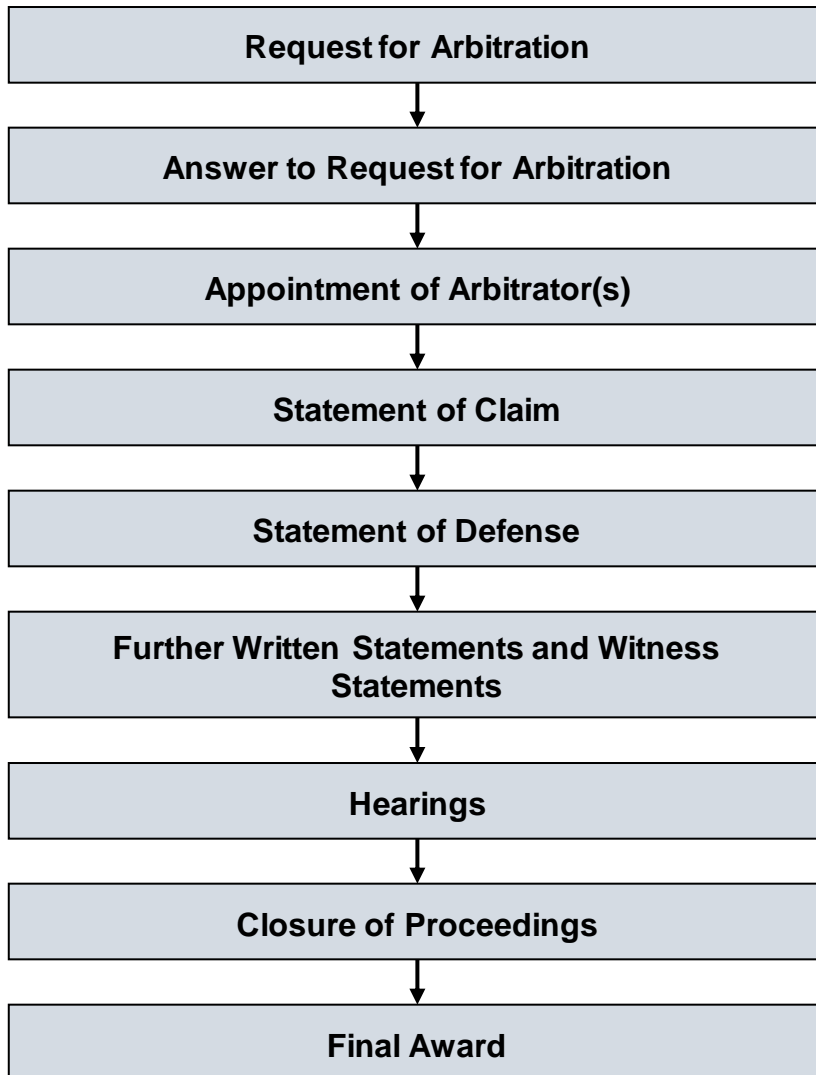 Request for Arbitration
Answer to Request for Arbitration
Appointment of Arbitrator(s)
Statement of Claim
Statement of Defense
Further Written Statements and Witness
Statements
Hearings
Closure of Proceedings
Final Award